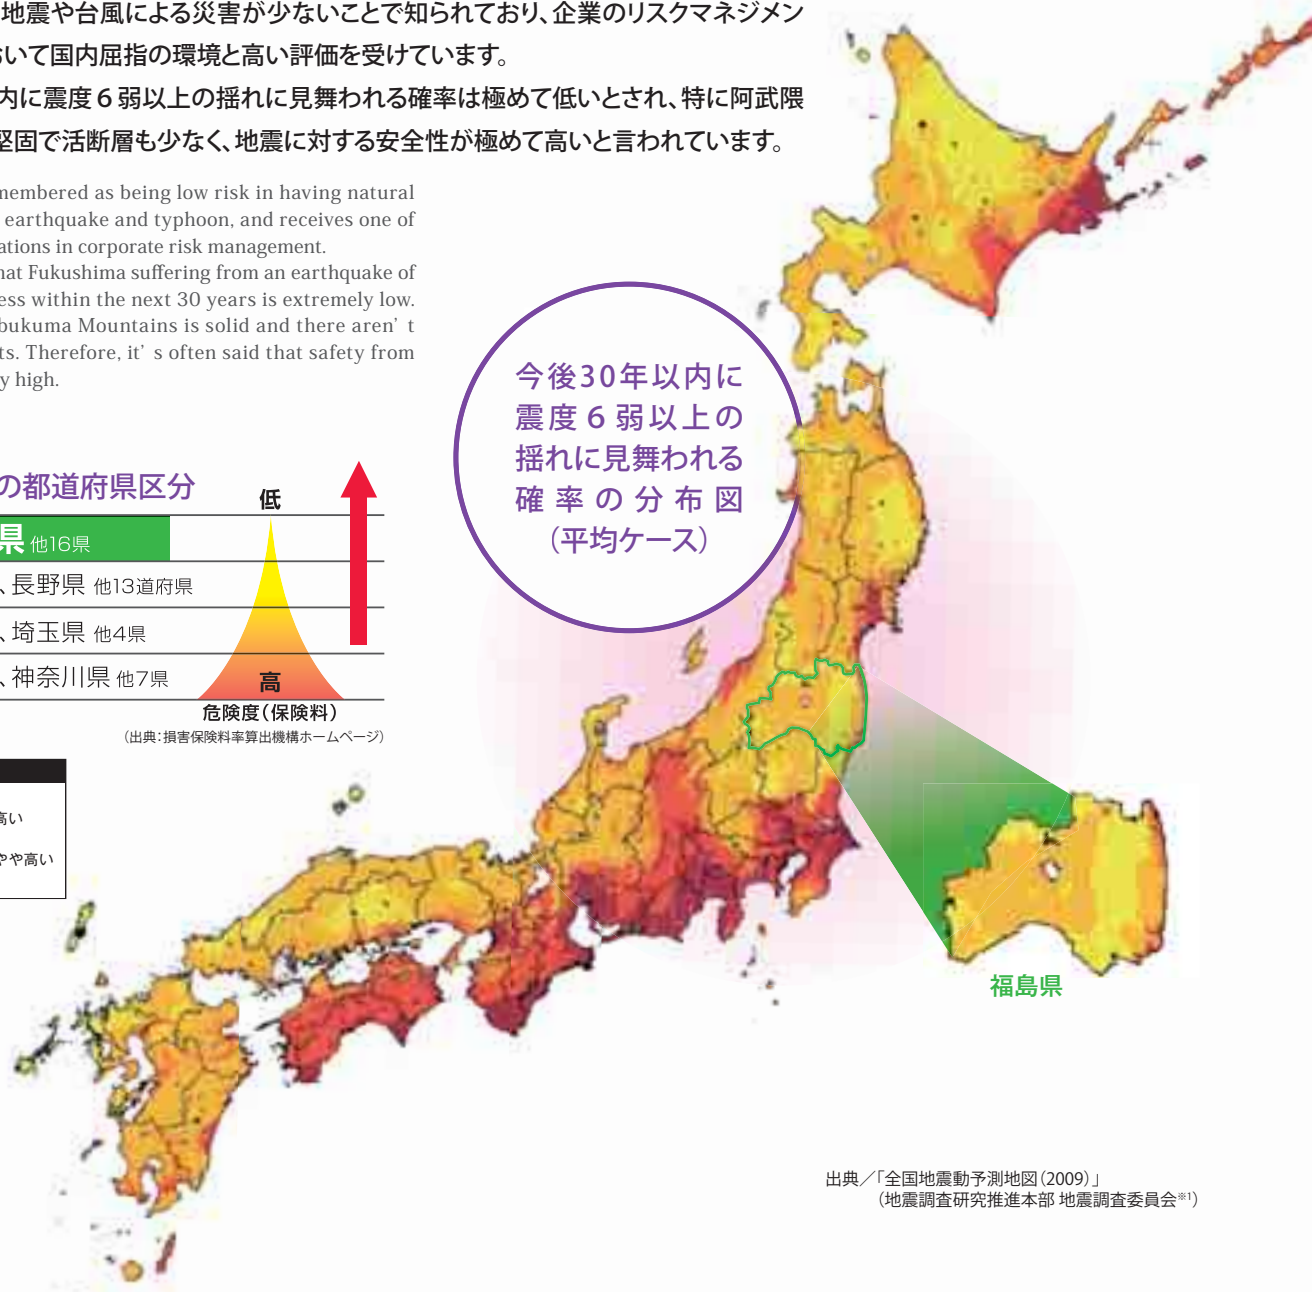 地震や台風による災害が少ないことで知られており、企業のリスクマネジメン
おいて国内屈指の環境と高い評価を受けています。
内に震度６弱以上の揺れに見舞われる確率は極めて低いとされ、特に阿武隈
堅固で活断層も少なく、地震に対する安全性が極めて高いと言われています。
membered as being low risk in having natural
earthquake and typhoon, and receives one of
ations in corporate risk management.
hat Fukushima suffering from an earthquake of
ess within the next 30 years is extremely low.
bukuma Mountains is solid and there aren’ t
ts. Therefore, it’ s often said that safety from
y high.
今後30年以内に
震度６弱以上の
揺れに見舞われる
確率の分布図
（平均ケース）
の都道府県区分
低
県 他16県
、長野県 他13道府県
、埼玉県 他4県
、神奈川県 他7県
高
危険度（保険料）
（出典：損害保険料率算出機構ホームページ）
高い
やや高い
福島県
出典／「全国地震動予測地図（2009）」
（地震調査研究推進本部 地震調査委員会※1）